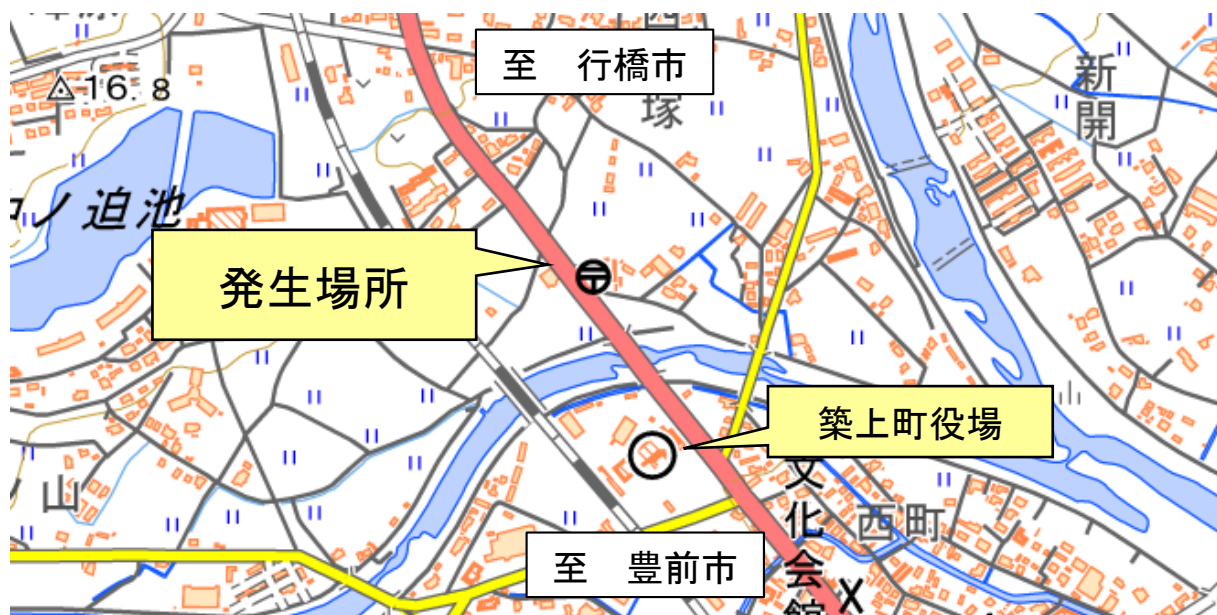 至　行橋市
塚
新開
16.8
ノ迫池
発生場所
築上町役場
山
文化会館
西町
至　豊前市